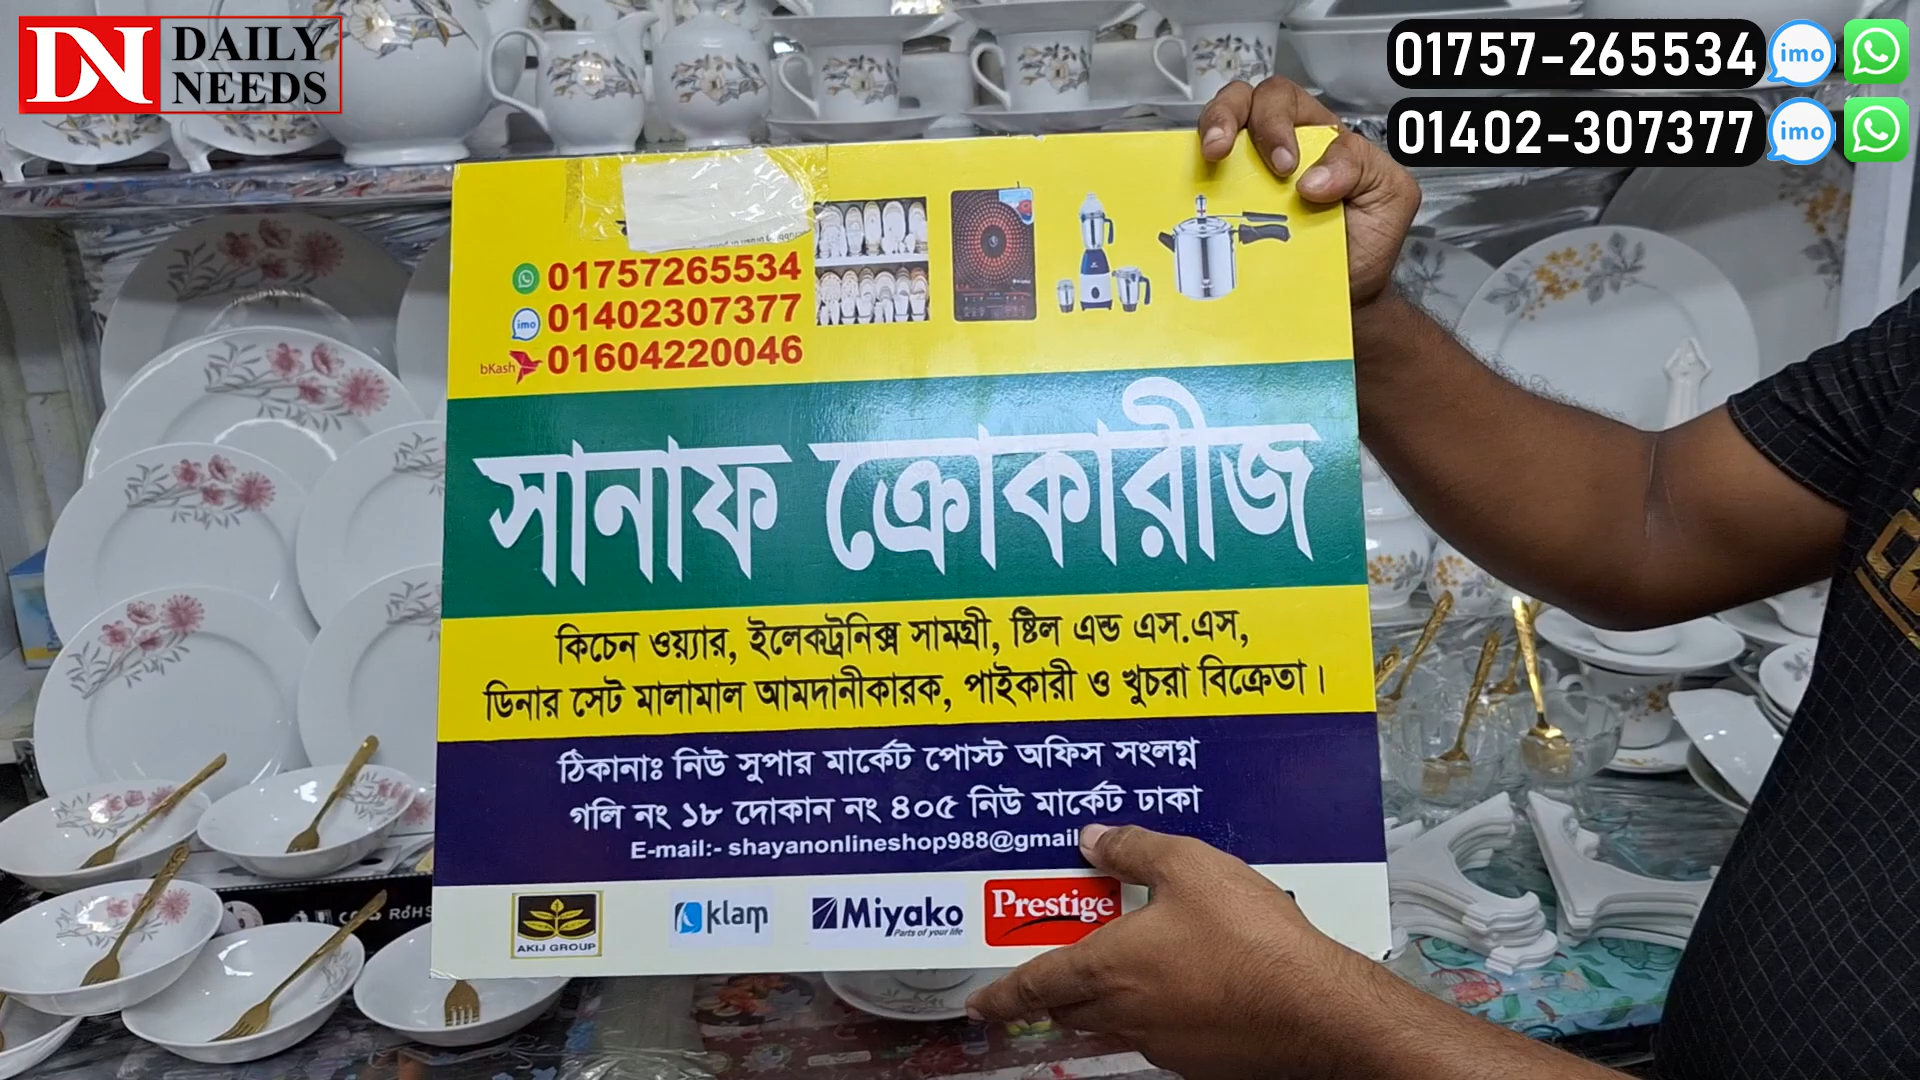 DN DAILY NEEDS
01757-265534 imo
01402-307377 imo
01757265534
imo 01402307377
bKash 01604220046
সানাফ ক্রোকারীজ
কিচেন ওয়্যার, ইলেকট্রনিক্স সামগ্রী, ষ্টিল এন্ড এস.এস,
ডিনার সেট মালামাল আমদানীকারক, পাইকারী ও খুচরা বিক্রেতা।
ঠিকানাঃ নিউ সুপার মার্কেট পোস্ট অফিস সংলগ্ন
গলি নং ১৮ দোকান নং ৪০৫ নিউ মার্কেট ঢাকা
E-mail:- shayanonlineshop988@gmail
AKIJ GROUP
klam
Miyako
Parts of your life
Prestige
RoHS